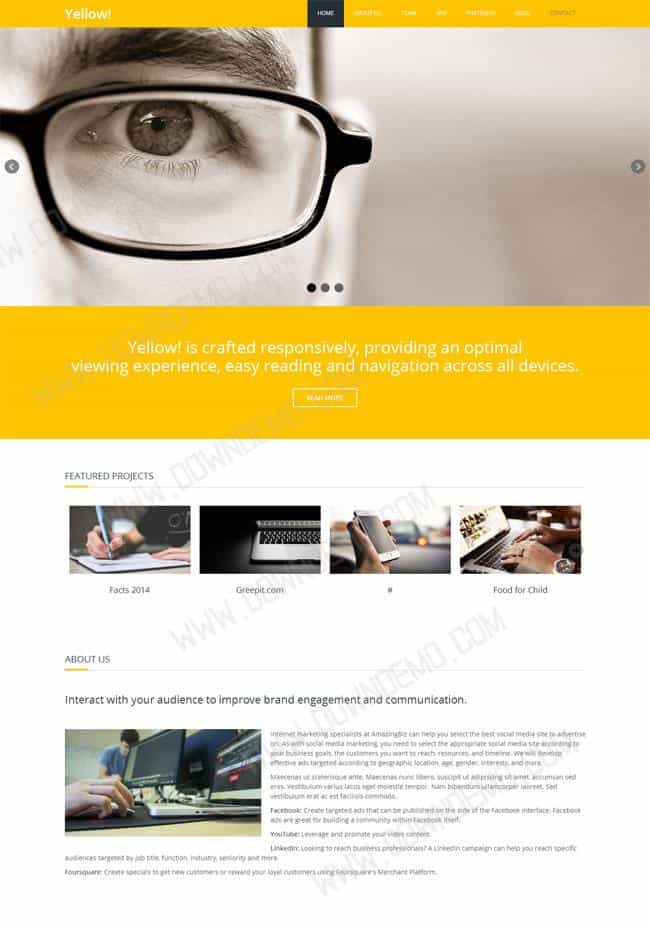 Yellow!
HOME
ABOUT US
TEAM
PORTFOLIO
BLOG
CONTACT
Yellow! is crafted responsively, providing an optimal
viewing experience, easy reading and navigation across all devices.
READ MORE
FEATURED PROJECTS
Facts 2014
Greepit.com
#
Food for Child
ABOUT US
Interact with your audience to improve brand engagement and communication.
Internet marketing specialists at AmazingBiz can help you select the best social media site to advertise
on. As with social media marketing, you need to select the appropriate social media site according to
your business goals, the customers you want to reach, resources, and timeline. We will develop
effective ads targeted according to geographic location, age, gender, interests, and more.
Maecenas ut scelerisque ante. Maecenas nunc libero, suscipit ut adipiscing sit amet, accumsan sed
eros. Vestibulum varius lacus eget molestie tempor. Nam bibendum ullamcorper laoreet. Sed
vestibulum erat ac est facilisis commodo.
Facebook: Create targeted ads that can be published on the side of the Facebook interface. Facebook
ads are great for building a community within Facebook itself.
YouTube: Leverage and promote your video content.
LinkedIn: Looking to reach business professionals? A LinkedIn campaign can help you reach specific
audiences targeted by job title, function, industry, seniority and more.
Foursquare: Create specials to get new customers or reward your loyal customers using Foursquare's Merchant Platform.
WWW.DOWNDEMO.COM
WWW.DOWNDEMO.COM
WWW.DOWNDEMO.COM
WWW.DOWNDEMO.COM